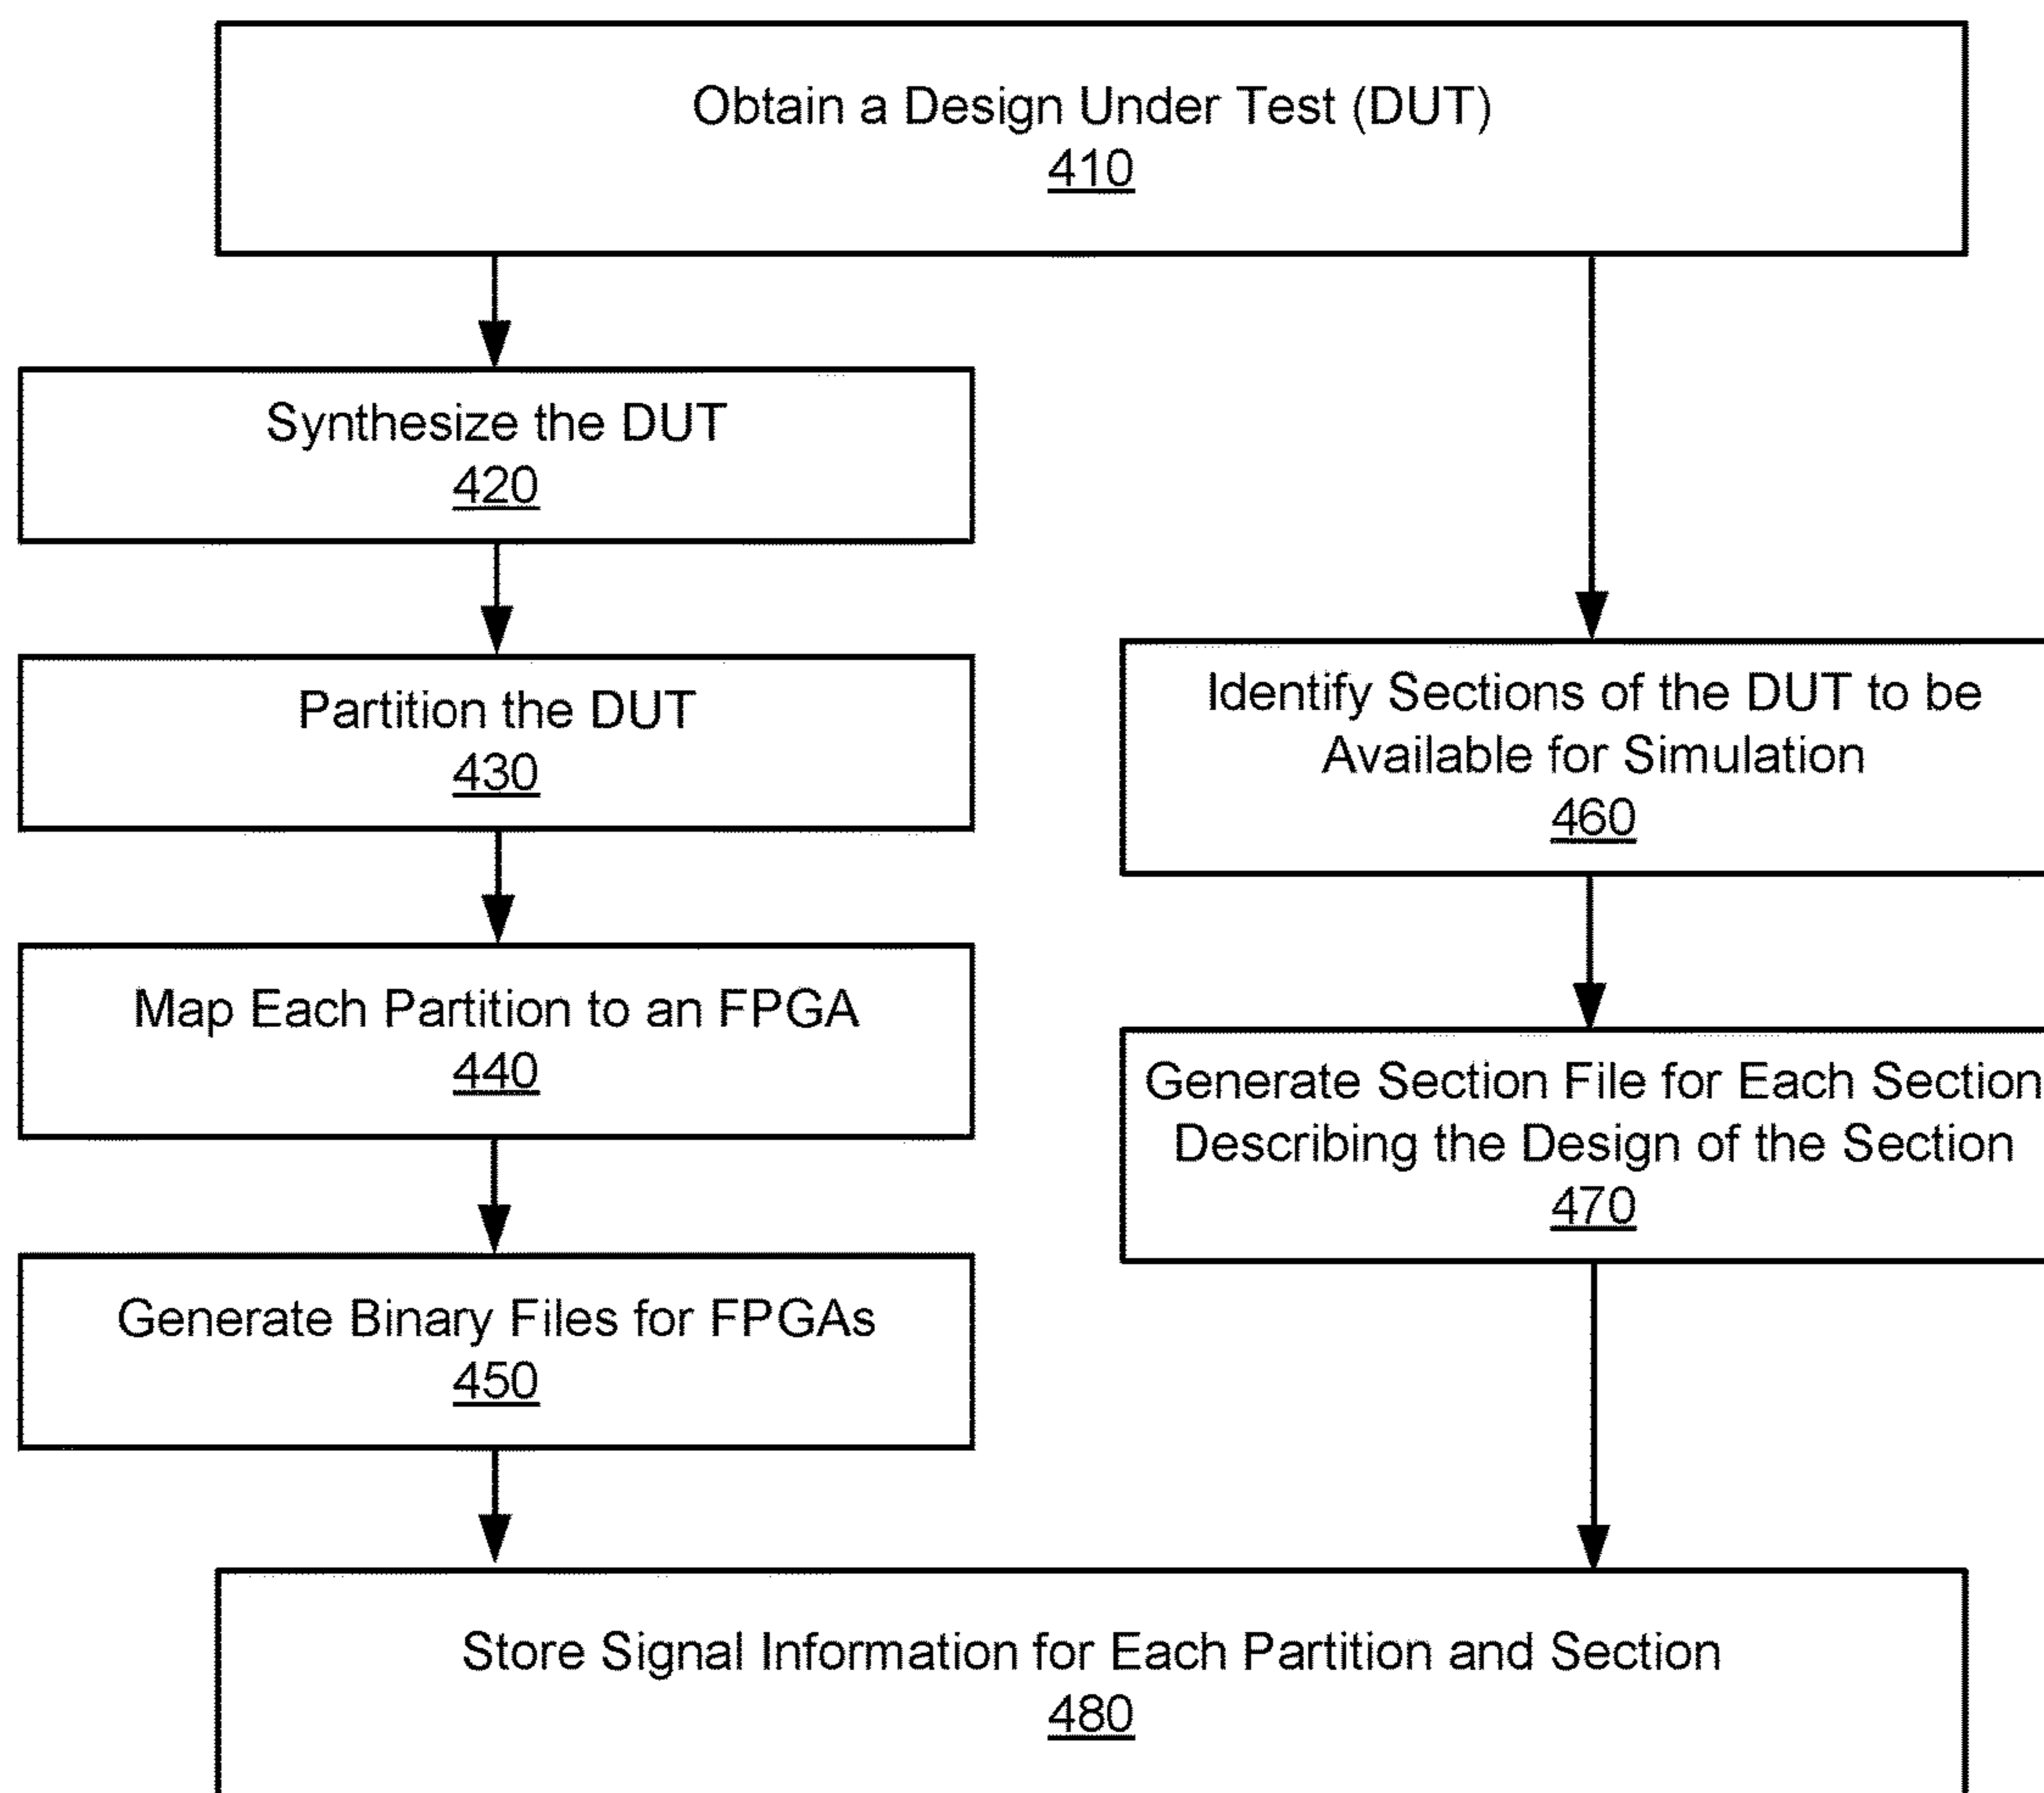 Obtain a Design Under Test (DUT)
410
Synthesize the DUT
420
Partition the DUT
430
Map Each Partition to an FPGA
440
Generate Binary Files for FPGAs
450
Identify Sections of the DUT to be
Available for Simulation
460
Generate Section File for Each Section
Describing the Design of the Section
470
Store Signal Information for Each Partition and Section
480